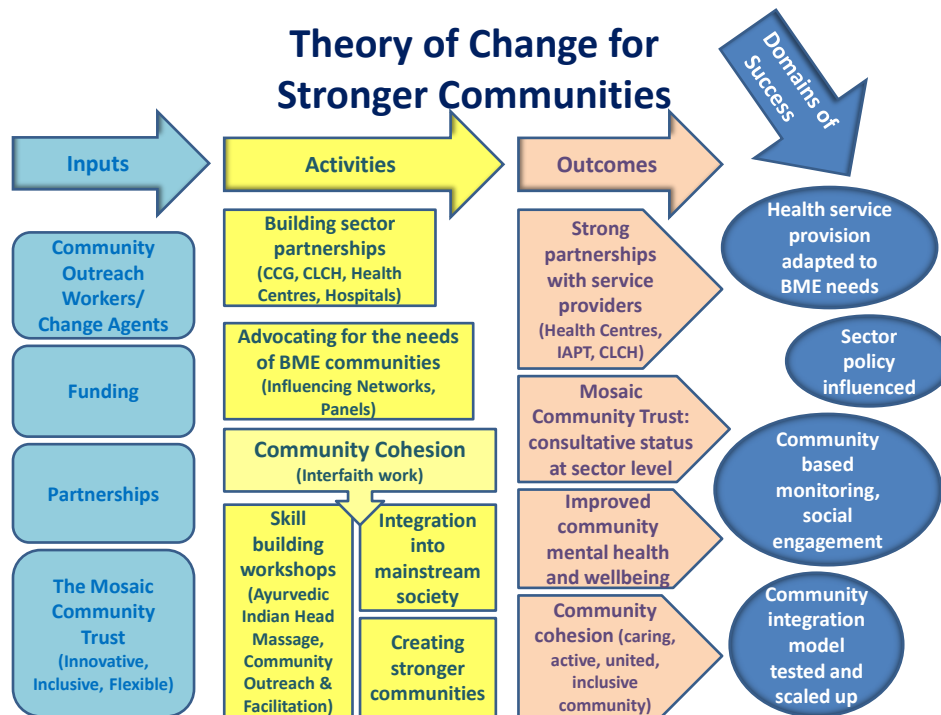 Theory of Change for
Stronger Communities
Domains of
Success
Inputs
Activities
Outcomes
Community
Outreach
Workers/
Change Agents
Funding
Partnerships
The Mosaic
Community
Trust
(Innovative,
Inclusive, Flexible)
Building sector
partnerships
(CCG, CLCH, Health
Centres, Hospitals)
Advocating for the needs
of BME communities
(Influencing Networks,
Panels)
Community Cohesion
(Interfaith work)
Skill
building
workshops
(Ayurvedic
Indian Head
Massage,
Community
Outreach &
Facilitation)
Integration
into
mainstream
society
Creating
stronger
communities
Strong
partnerships
with service
providers
(Health Centres,
IAPT, CLCH)
Mosaic
Community Trust:
consultative status
at sector level
Improved
community
mental health
and wellbeing
Community
cohesion (caring,
active, united,
inclusive
community)
Health service
provision
adapted to
BME needs
Sector
policy
influenced
Community
based
monitoring,
social
engagement
Community
integration
model
tested and
scaled up